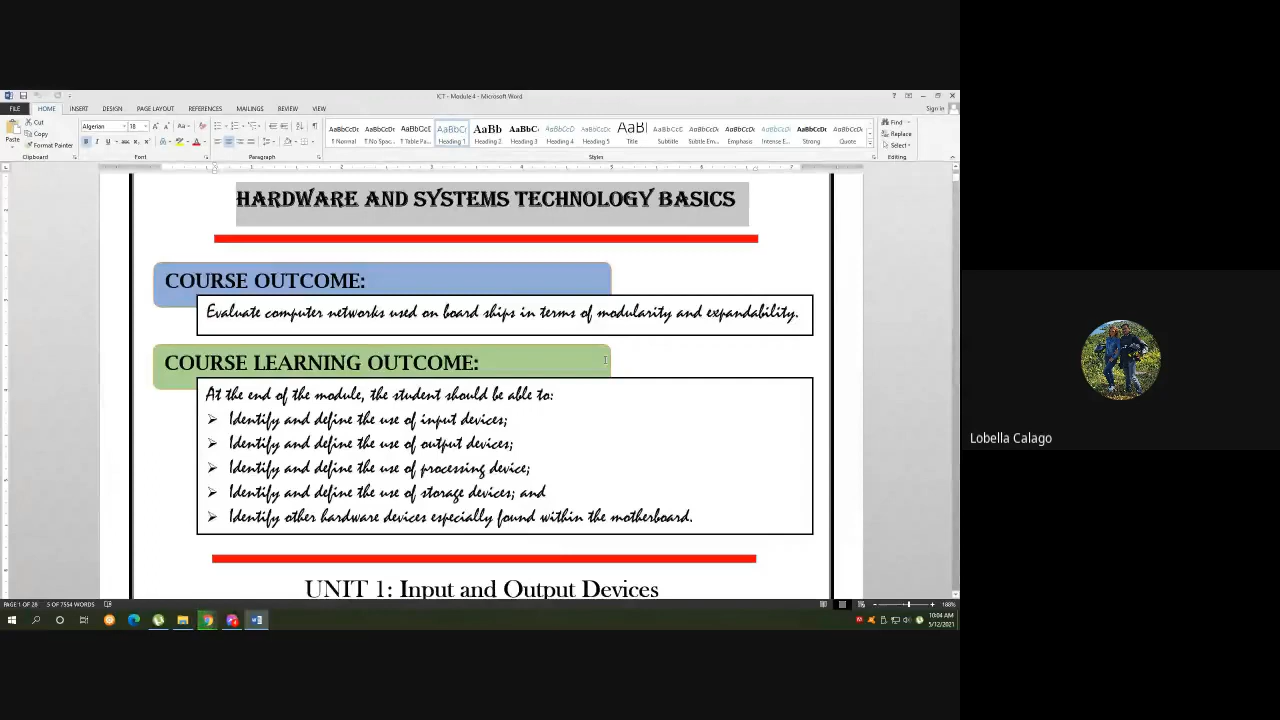 ICT - Module 4 - Microsoft Word
Sign in
FILE HOME INSERT DESIGN PAGE LAYOUT REFERENCES MAILINGS REVIEW VIEW
Paste
Cut
Copy
Format Painter
Clipboard
Algerian 18
Font
Paragraph
AaBbCcDc AaBbCcDc AaBbCcD AaBbCc AaBb AaBbC AaBbCcD AaBbCcDc AaBl AaBbCcD AaBbCcDc AaBbCcDc AaBbCcDc AaBbCcDc AaBbCcDc
¶ Normal ¶ No Spac... ¶ Table Pa... Heading 1 Heading 2 Heading 3 Heading 4 Heading 5 Title Subtitle Subtle Em... Emphasis Intense E... Strong Quote
Styles
Find
Replace
Select
Editing
HARDWARE AND SYSTEMS TECHNOLOGY BASICS
COURSE OUTCOME:
Evaluate computer networks used on board ships in terms of modularity and expandability.
COURSE LEARNING OUTCOME:
At the end of the module, the student should be able to:
➢ Identify and define the use of input devices;
➢ Identify and define the use of output devices;
➢ Identify and define the use of processing device;
➢ Identify and define the use of storage devices; and
➢ Identify other hardware devices especially found within the motherboard.
UNIT 1: Input and Output Devices
PAGE 1 OF 28 5 OF 7554 WORDS
188%
10:04 AM
5/12/2021
Lobella Calago